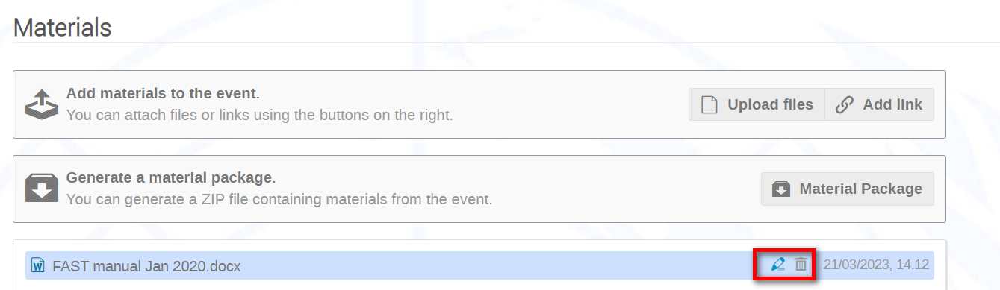 Materials
Add materials to the event.
You can attach files or links using the buttons on the right.
Upload files
Add link
Generate a material package.
You can generate a ZIP file containing materials from the event.
Material Package
W FAST manual Jan 2020.docx 21/03/2023, 14:12